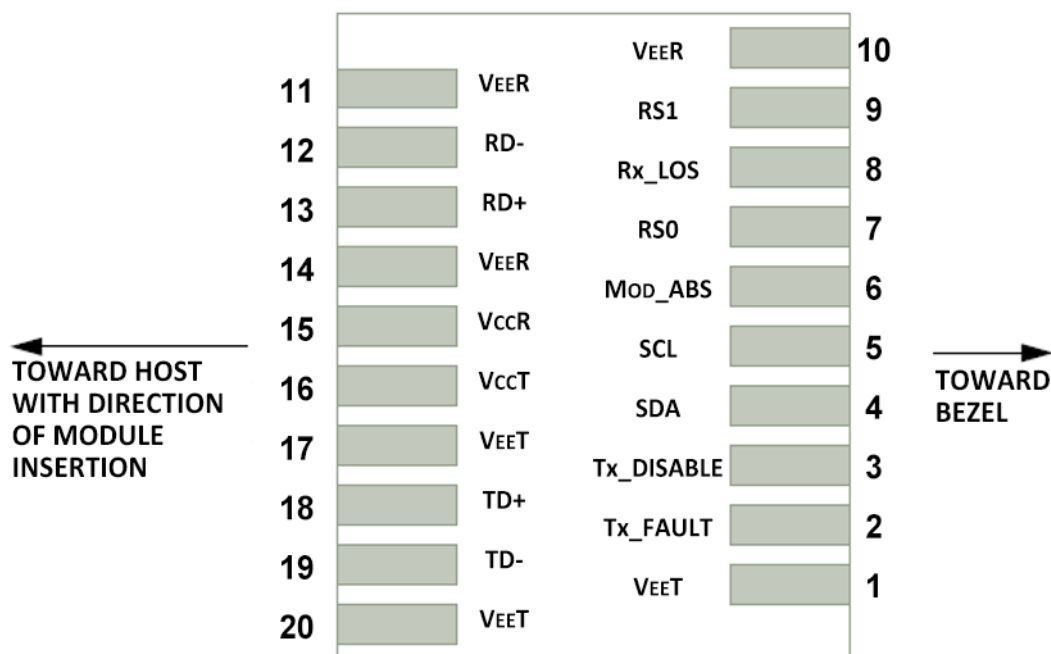 VEER 10
11 VEER
RS1 9
12 RD-
Rx_LOS 8
13 RD+
RS0 7
14 VEER
MOD_ABS 6
15 VCCR
SCL 5
16 VCCT
SDA 4
17 VEET
Tx_DISABLE 3
18 TD+
Tx_FAULT 2
19 TD-
VEET 1
20 VEET
TOWARD HOST
WITH DIRECTION
OF MODULE
INSERTION
TOWARD
BEZEL